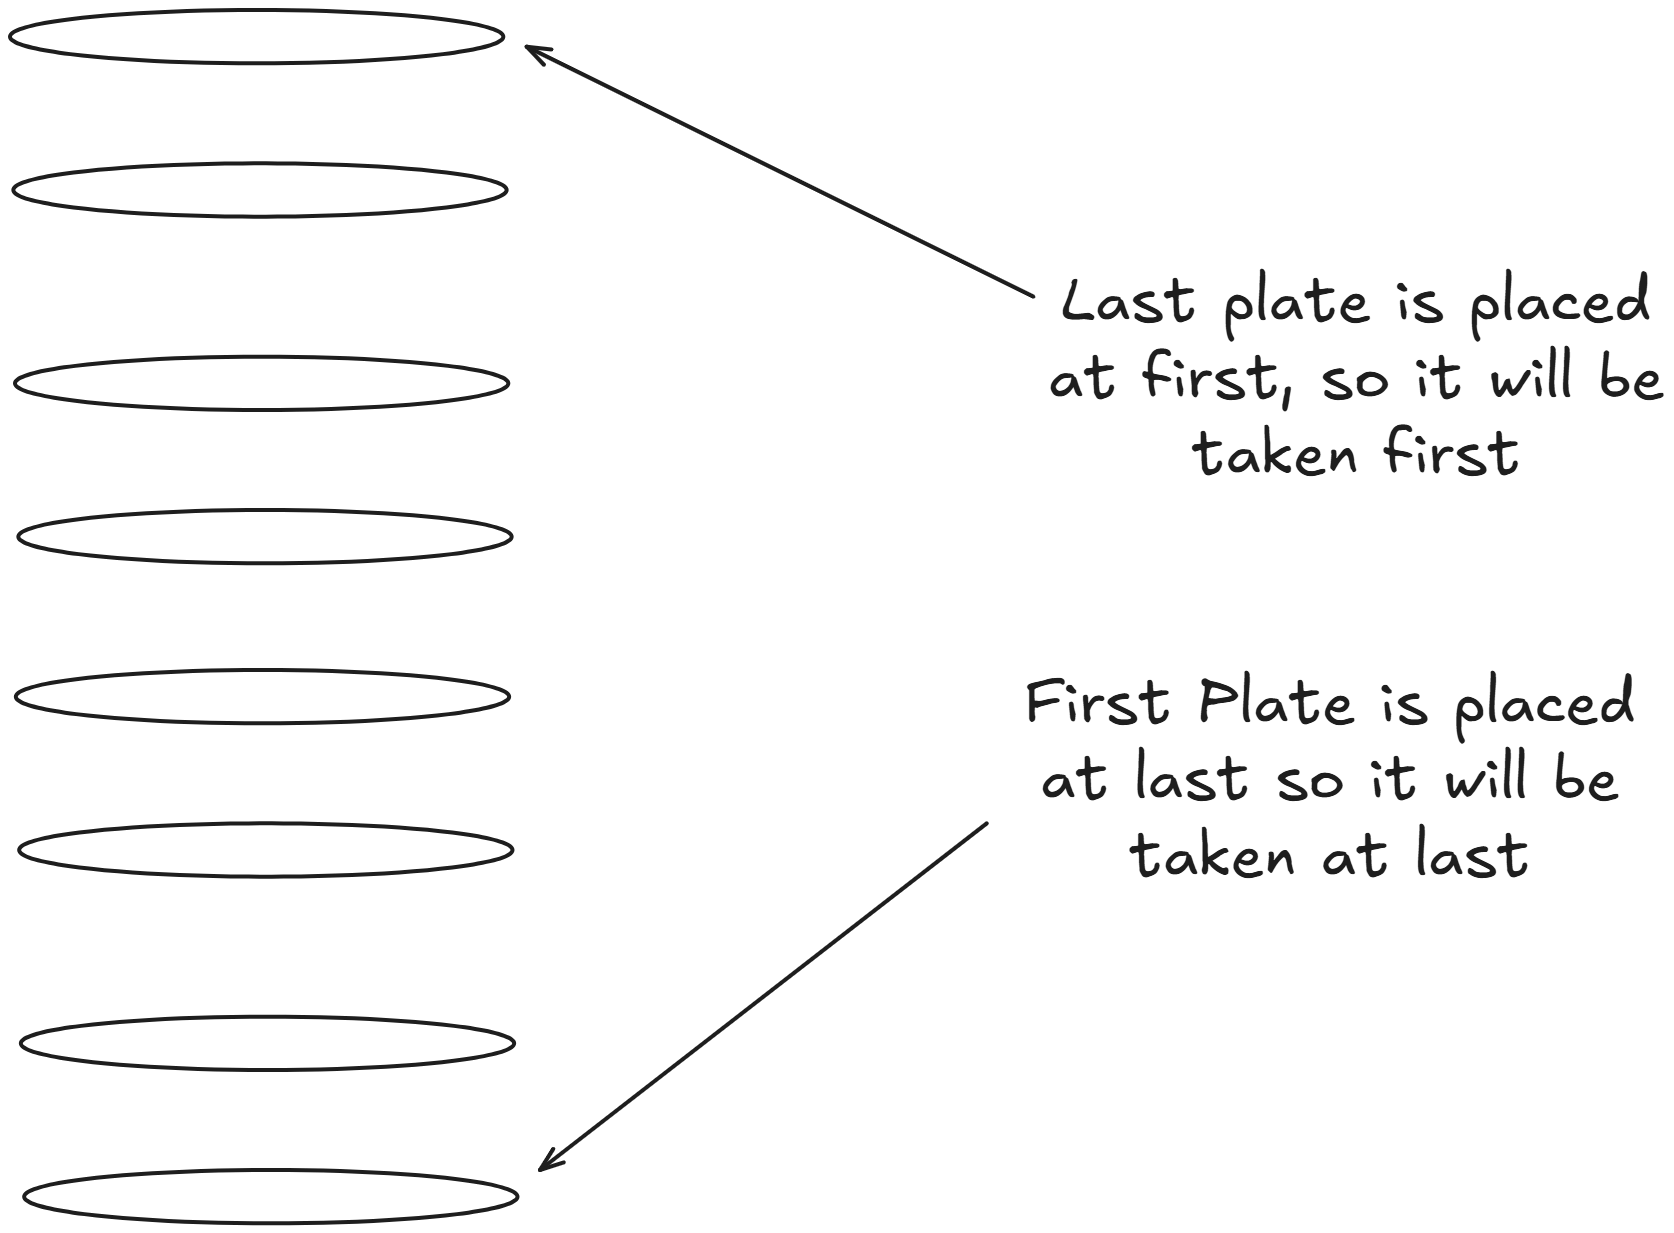 Last plate is placed
at first, so it will be
taken first
First Plate is placed
at last so it will be
taken at last